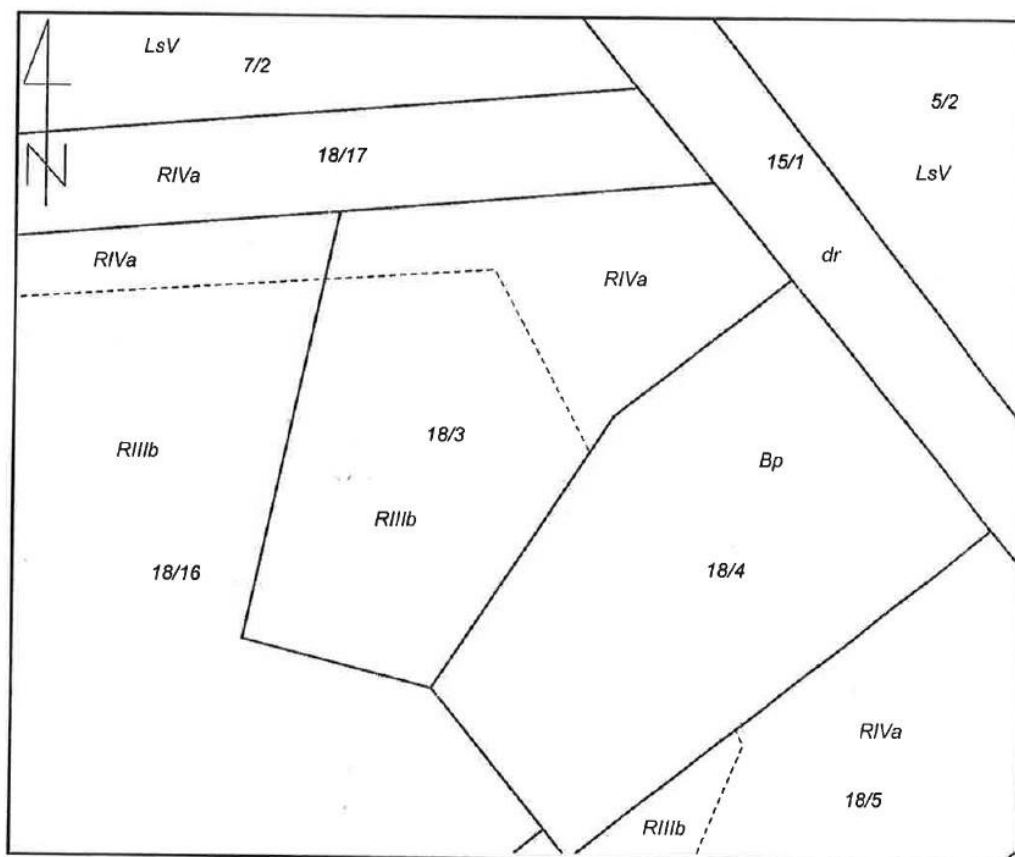 LsV
7/2
5/2
18/17
15/1
N
RIVa
LsV
RIVa
dr
RIVa
18/3
RIIIb
Bp
RIIIb
18/16
18/4
RIVa
18/5
RIIIb